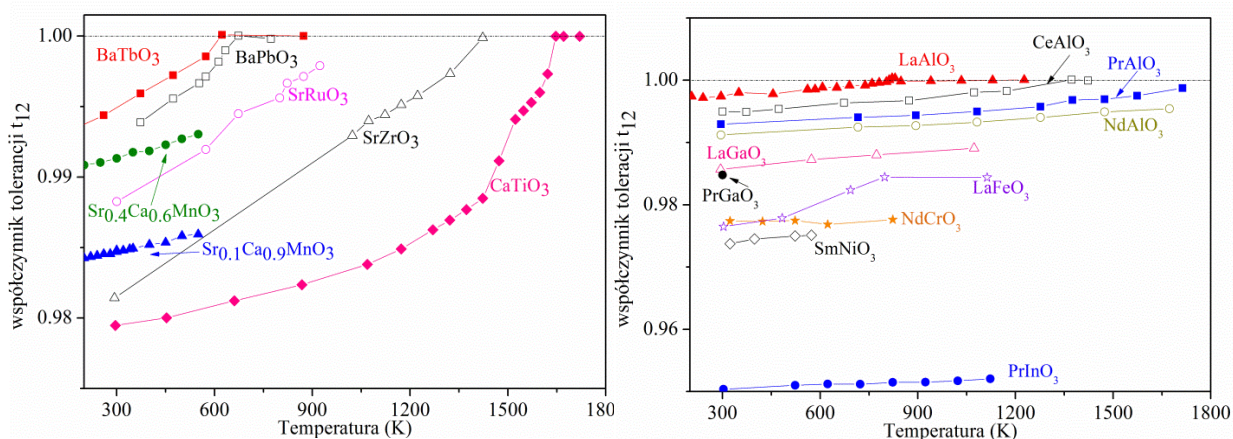 1.00
0.99
0.98
współczynnik tolerancji t12
BaTbO3
BaPbO3
SrRuO3
SrZrO3
CaTiO3
Sr0.4Ca0.6MnO3
Sr0.1Ca0.9MnO3
300 600 900 1200 1500 180
Temperatura (K)
1.00
0.98
0.96
współczynnik toleracji t12
CeAlO3
LaAlO3
PrAlO3
NdAlO3
LaGaO3
PrGaO3
LaFeO3
NdCrO3
SmNiO3
PrInO3
300 600 900 1200 1500 1800
Temperatura (K)